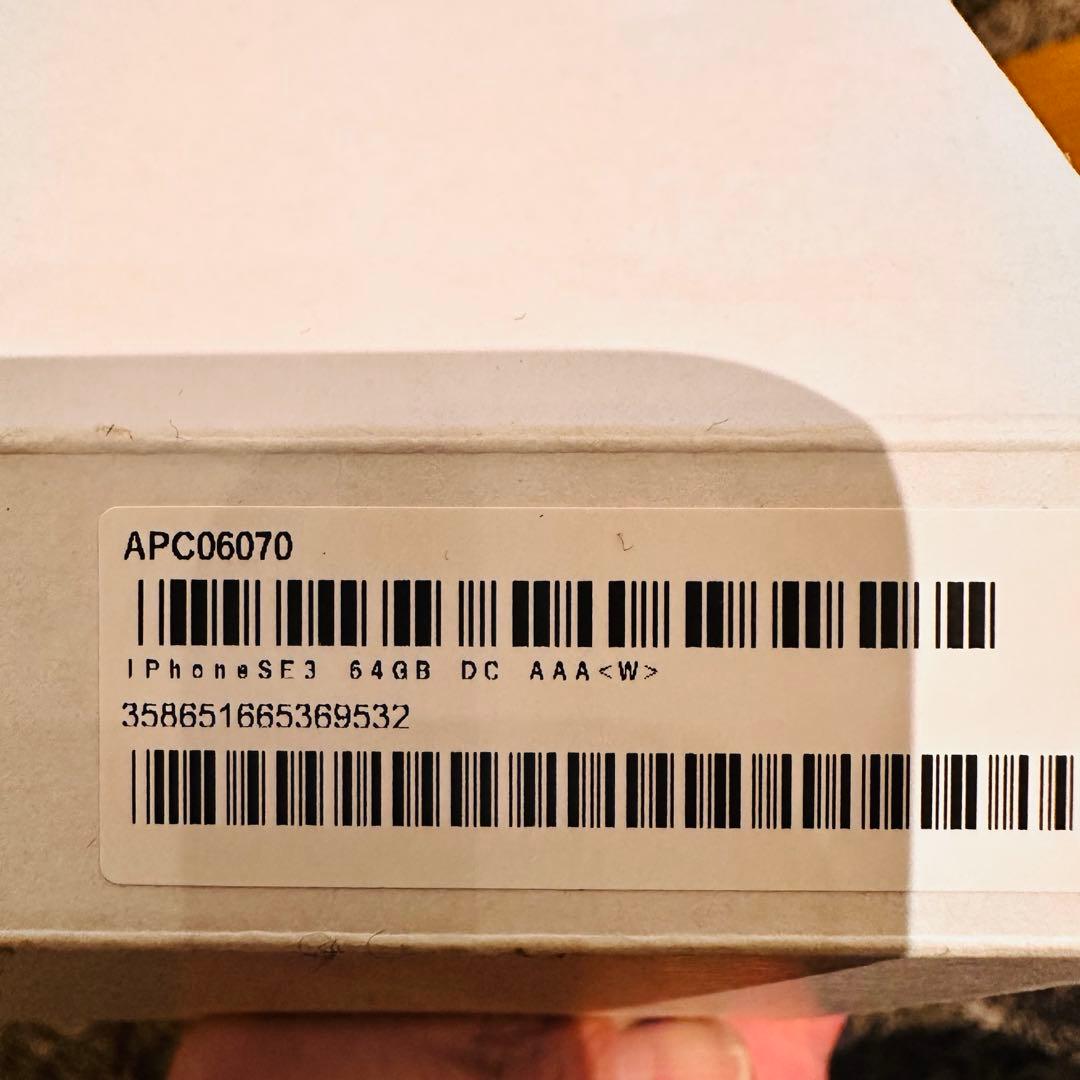 APC06070
iPhoneSE3 64GB DC AAA<W>
358651665369532